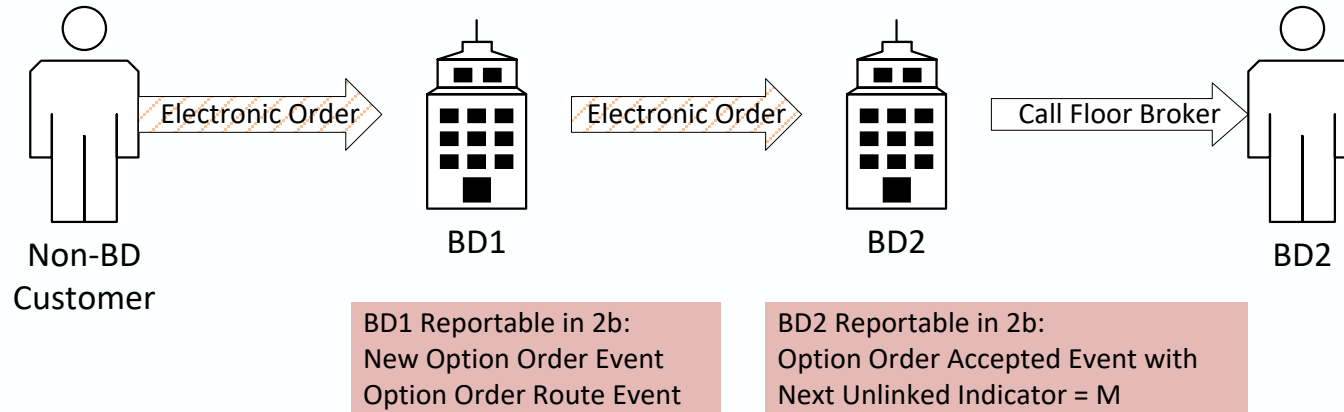 Electronic Order
Electronic Order
Call Floor Broker
Non-BD
Customer
BD1
BD2
BD2
BD1 Reportable in 2b:
New Option Order Event
Option Order Route Event
BD2 Reportable in 2b:
Option Order Accepted Event with
Next Unlinked Indicator = M